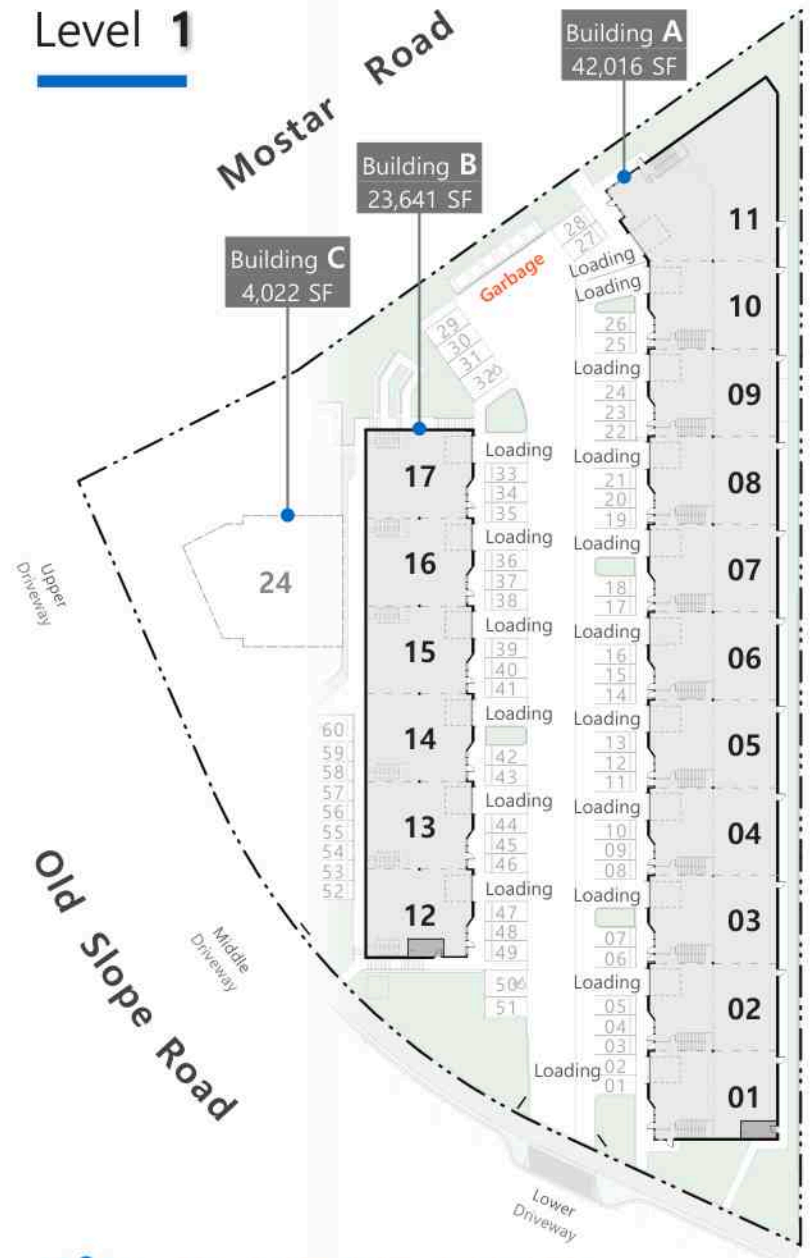 Level 1
Mostar Road
Building A
42,016 SF
Building B
23,641 SF
Building C
4,022 SF
Garbage
28
27
Loading
Loading
26
25
Loading
24
23
22
Loading
21
20
19
Loading
18
17
Loading
16
15
14
Loading
13
12
11
Loading
10
09
08
Loading
07
06
Loading
05
04
03
02
01
Loading
11
10
09
08
07
06
05
04
03
02
01
29
30
31
32
Loading
33
34
35
Loading
36
37
38
Loading
39
40
41
Loading
42
43
Loading
44
45
46
Loading
47
48
49
50
51
17
16
15
14
13
12
24
60
59
58
57
56
55
54
53
52
Upper
Driveway
Middle
Driveway
Lower
Driveway
Old Slope Road